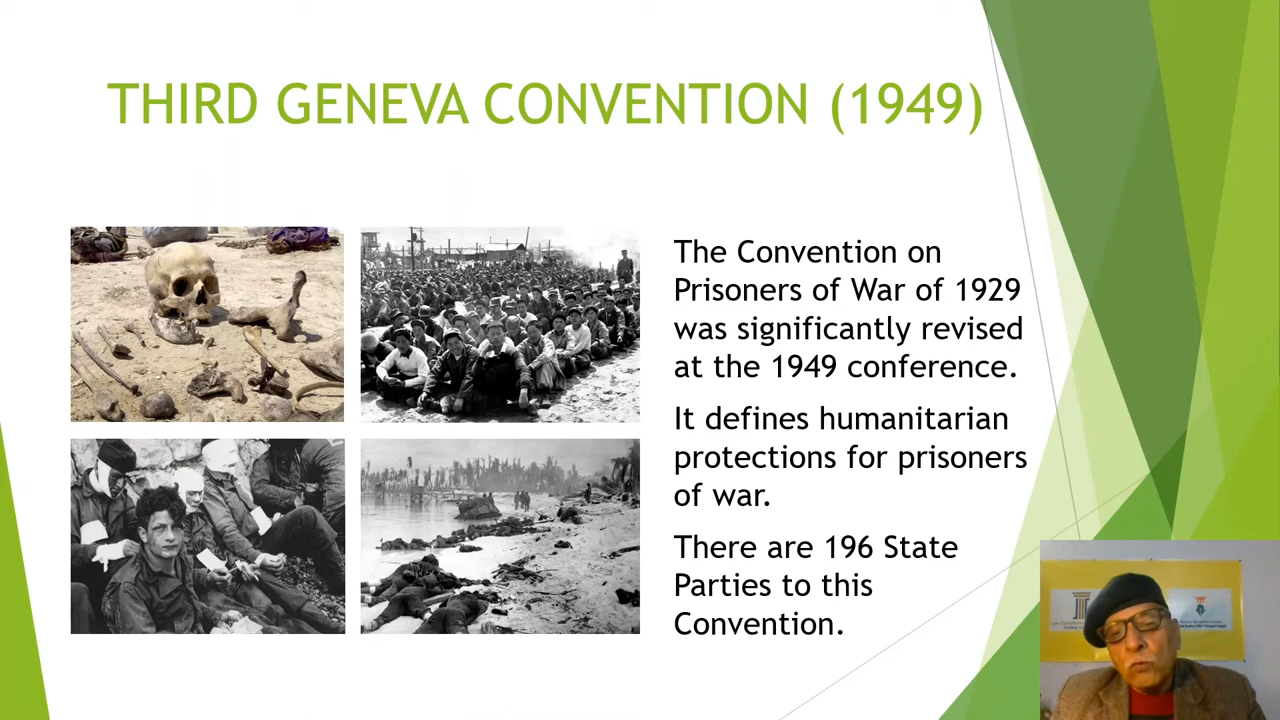 THIRD GENEVA CONVENTION (1949)
The Convention on
Prisoners of War of 1929
was significantly revised
at the 1949 conference.
It defines humanitarian
protections for prisoners
of war.
There are 196 State
Parties to this
Convention.